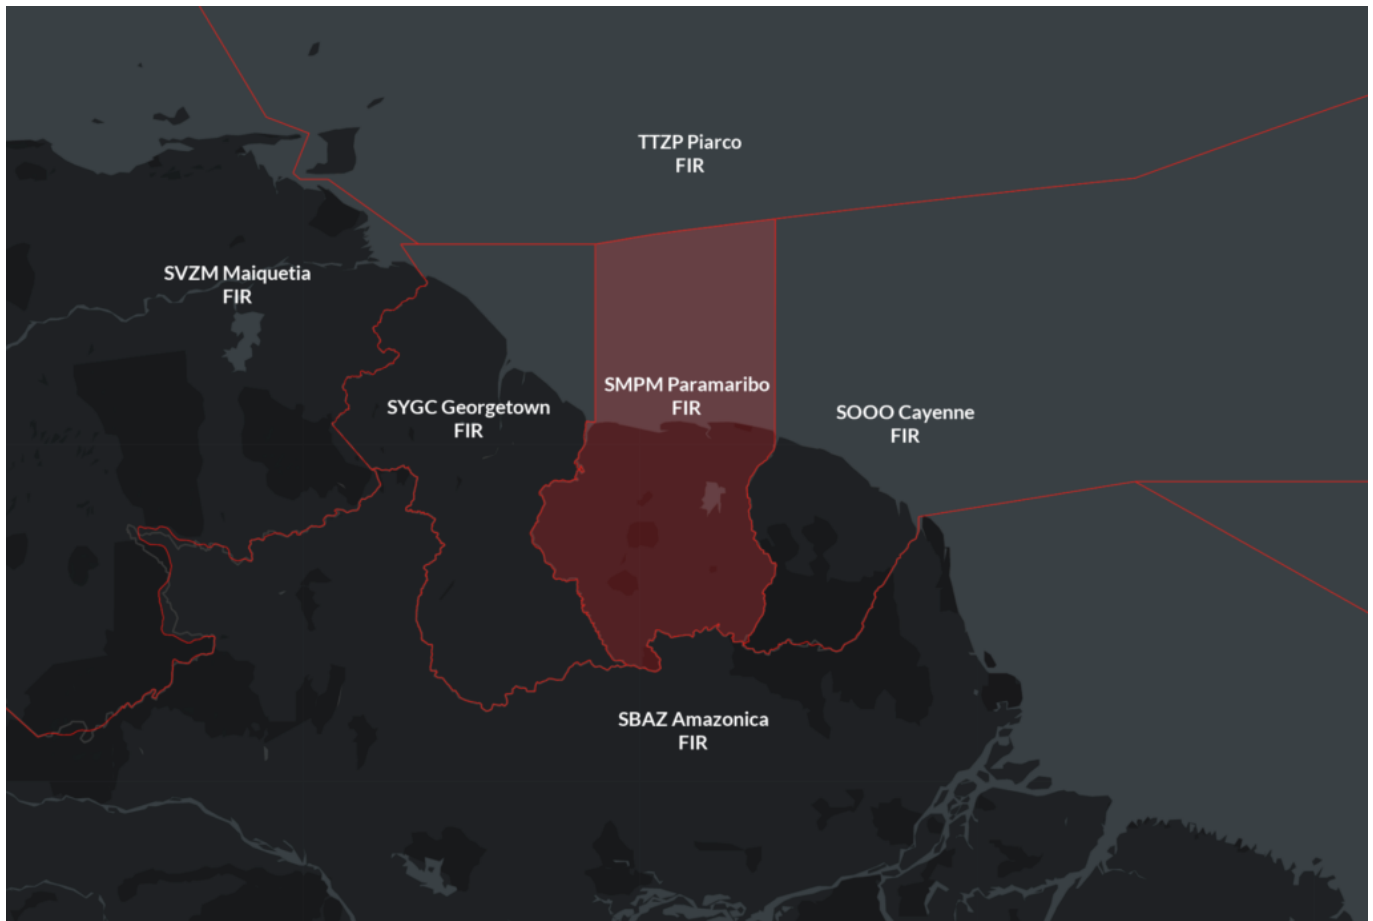 TTZP Piarco
FIR
SVZM Maiquetia
FIR
SMPM Paramaribo
FIR
SYGC Georgetown
FIR
SOOO Cayenne
FIR
SBAZ Amazonica
FIR